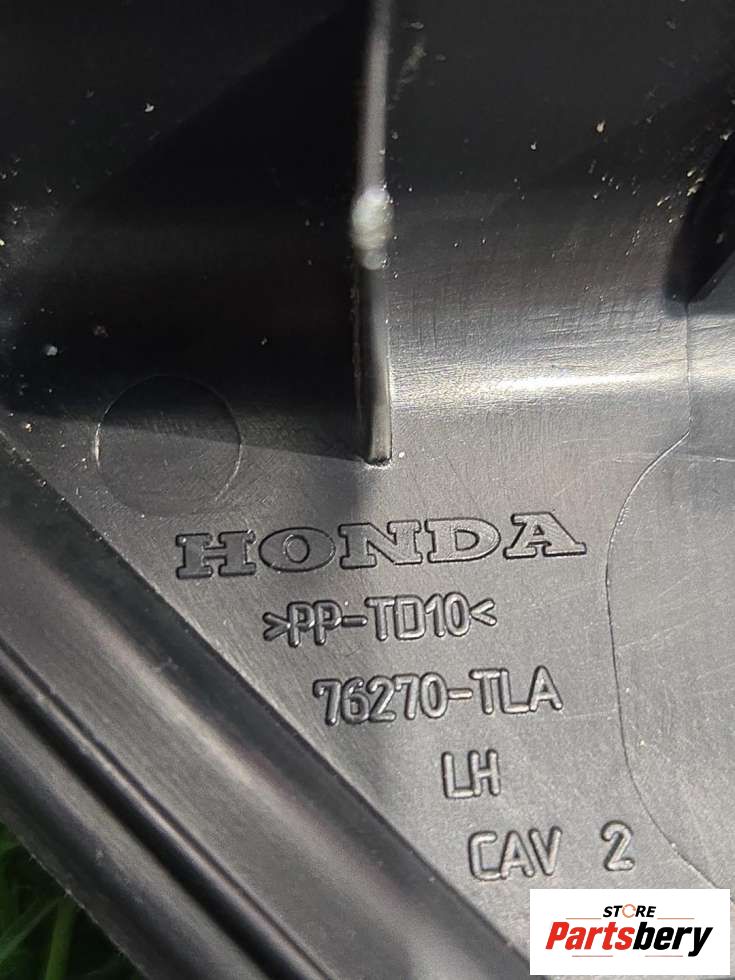 HONDA
>PP-TD10<
76270-TLA
LH
CAV 2
STORE
Partsbery